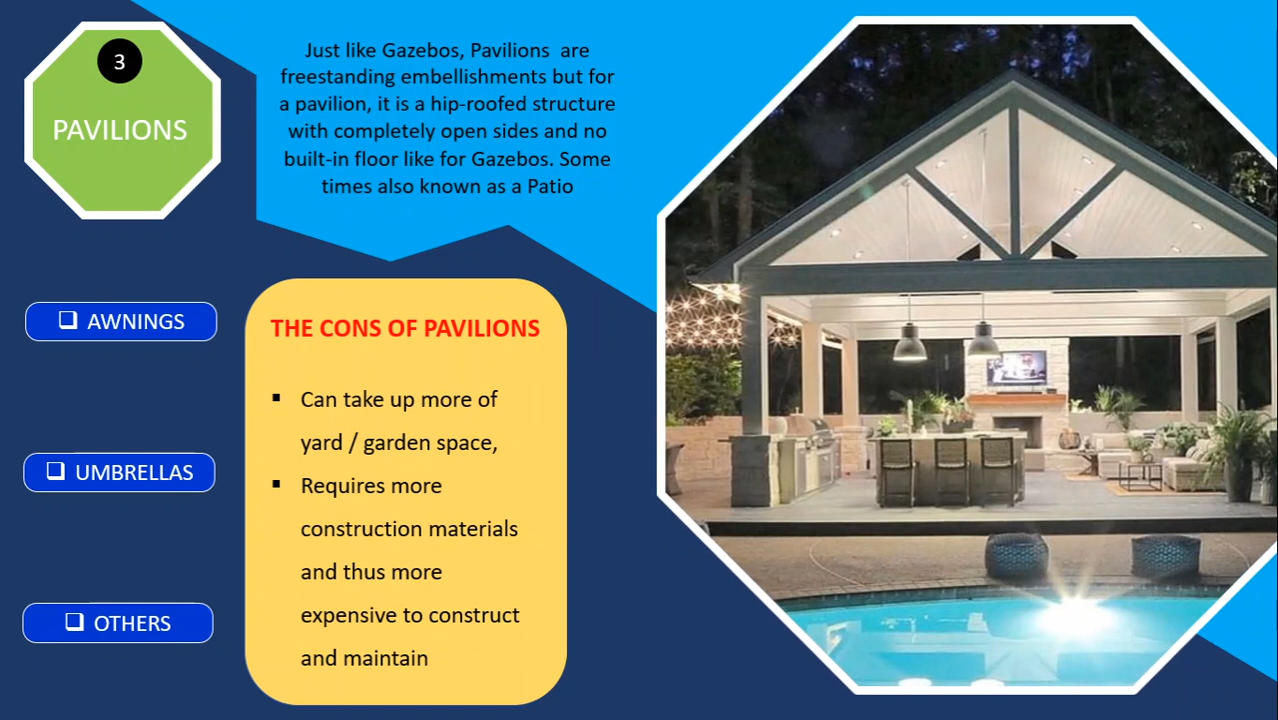 3
PAVILIONS
Just like Gazebos, Pavilions are
freestanding embellishments but for
a pavilion, it is a hip-roofed structure
with completely open sides and no
built-in floor like for Gazebos. Some
times also known as a Patio
❑ AWNINGS
❑ UMBRELLAS
❑ OTHERS
THE CONS OF PAVILIONS
▪ Can take up more of
yard / garden space,
▪ Requires more
construction materials
and thus more
expensive to construct
and maintain